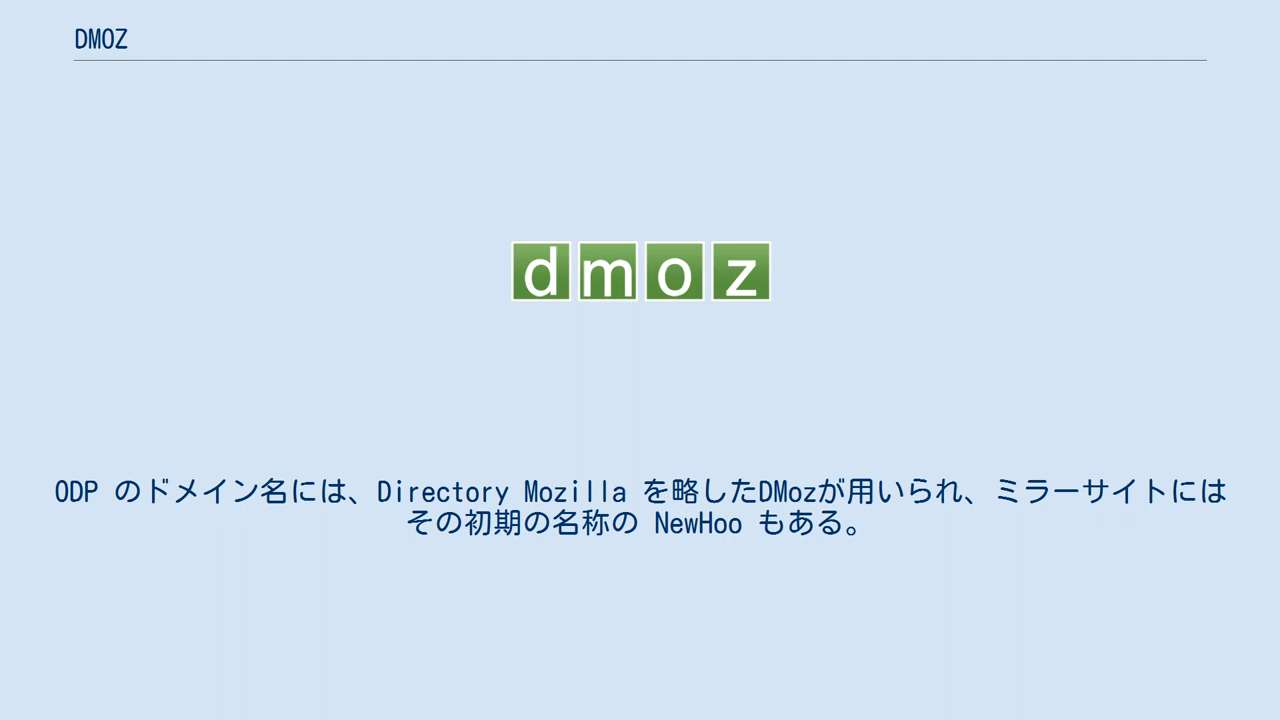 DMOZ
dmoz
ODP のドメイン名には、Directory Mozilla を略したDMozが用いられ、ミラーサイトには
その初期の名称の NewHoo もある。